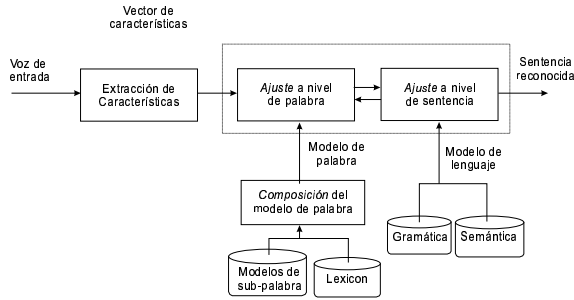 Vector de
características
Voz de
entrada
Extracción de
Características
Ajuste a nivel
de palabra
Ajuste a nivel
de sentencia
Sentencia
reconocida
Modelo de
palabra
Modelo de
lenguaje
Composición del
modelo de palabra
Gramática
Semántica
Modelos de
sub-palabra
Lexicon